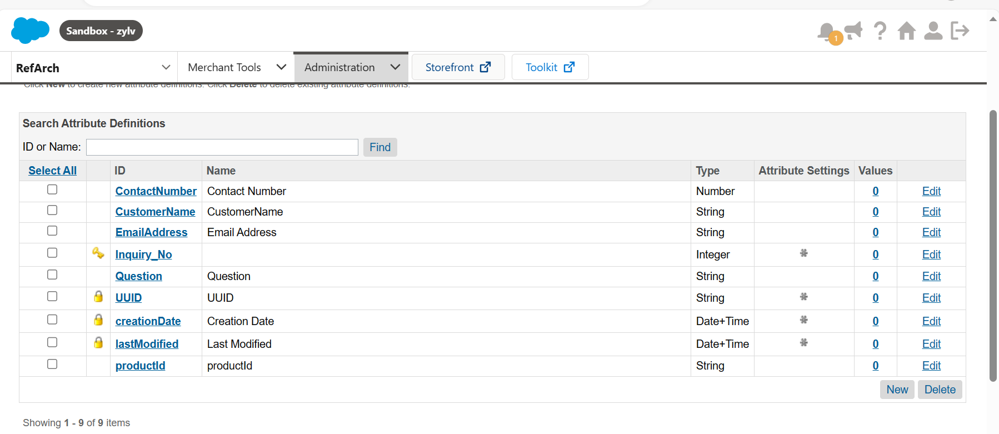 Sandbox - zylv
1
RefArch Merchant Tools Administration Storefront Toolkit
Click New to create new attribute definitions. Click Delete to delete existing attribute definitions.
Search Attribute Definitions
ID or Name: Find
Select All ID Name Type Attribute Settings Values
ContactNumber Contact Number Number 0 Edit
CustomerName CustomerName String 0 Edit
EmailAddress Email Address String 0 Edit
Inquiry_No Integer 0 Edit
Question Question String 0 Edit
UUID UUID String 0 Edit
creationDate Creation Date Date+Time 0 Edit
lastModified Last Modified Date+Time 0 Edit
productId productId String 0 Edit
New Delete
Showing 1 - 9 of 9 items